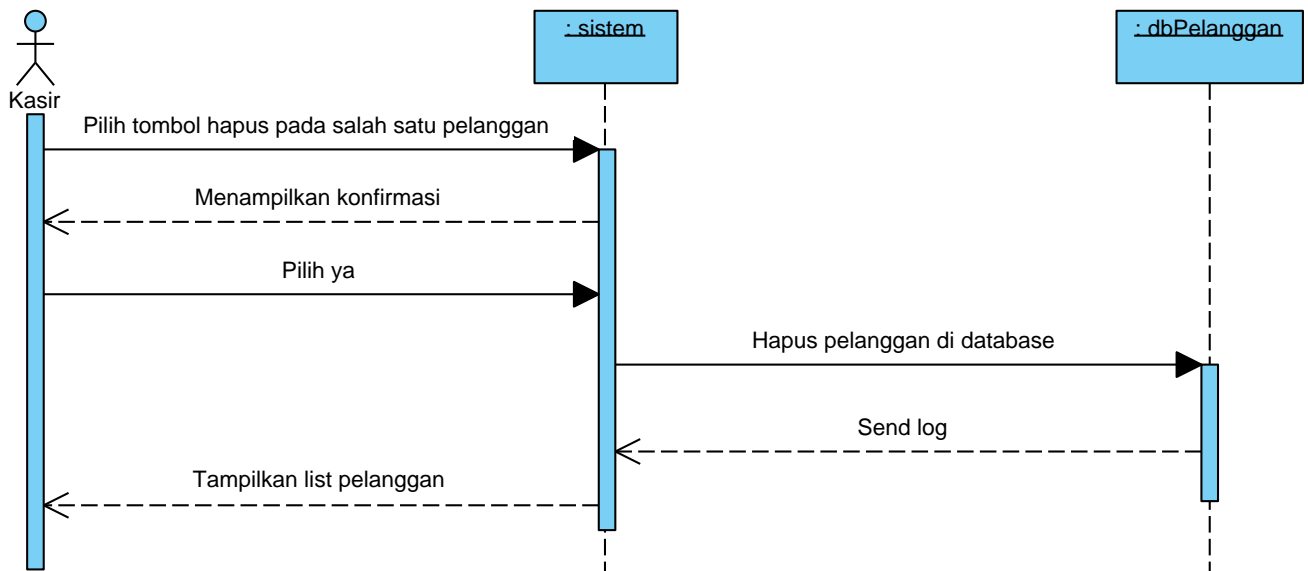 : sistem
: dbPelanggan
Kasir
Pilih tombol hapus pada salah satu pelanggan
Menampilkan konfirmasi
Pilih ya
Hapus pelanggan di database
Send log
Tampilkan list pelanggan